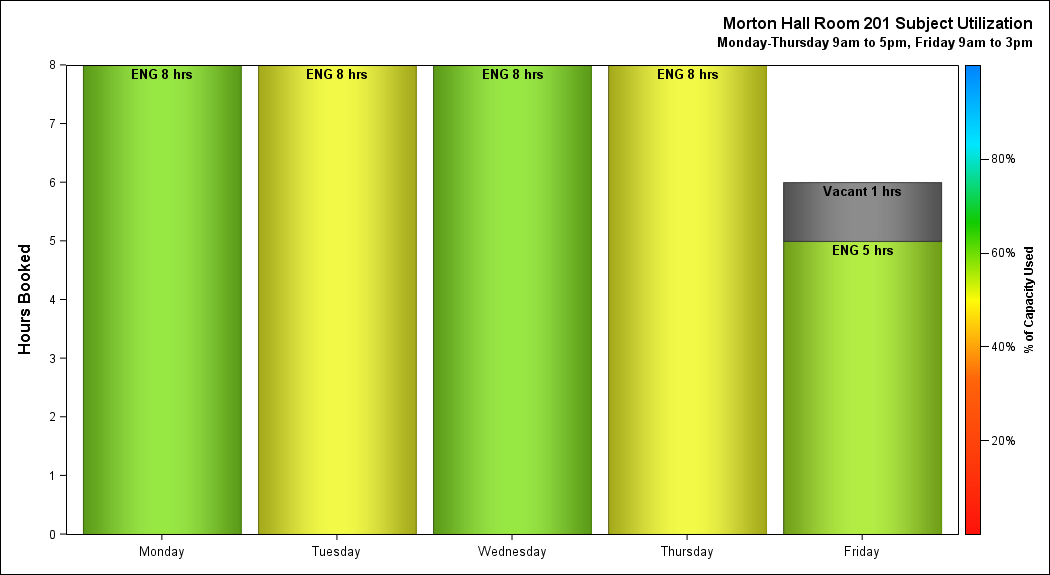 Morton Hall Room 201 Subject Utilization
Monday-Thursday 9am to 5pm, Friday 9am to 3pm
Hours Booked
8
7
6
5
4
3
2
1
0
ENG 8 hrs
ENG 8 hrs
ENG 8 hrs
ENG 8 hrs
Vacant 1 hrs
ENG 5 hrs
Monday
Tuesday
Wednesday
Thursday
Friday
80%
60%
40%
20%
% of Capacity Used